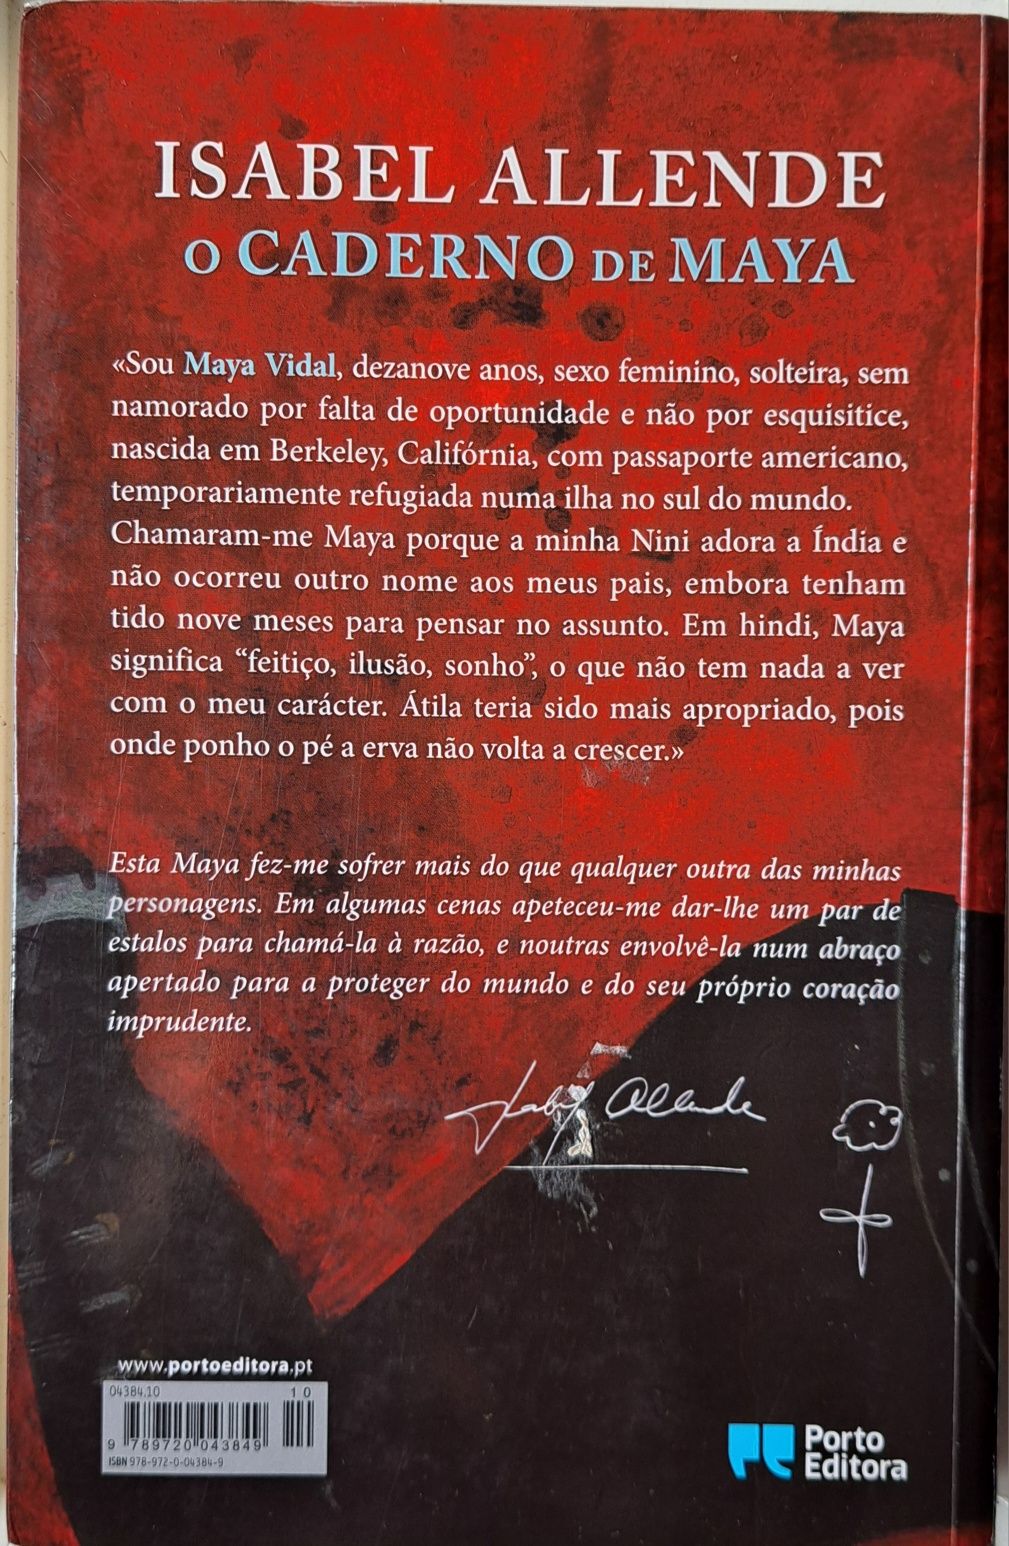 ISABEL ALLENDE
O CADERNO DE MAYA
«Sou Maya Vidal, dezanove anos, sexo feminino, solteira, sem
namorado por falta de oportunidade e não por esquisitice,
nascida em Berkeley, Califórnia, com passaporte americano,
temporariamente refugiada numa ilha no sul do mundo.
Chamaram-me Maya porque a minha Nini adora a Índia e
não ocorreu outro nome aos meus pais, embora tenham
tido nove meses para pensar no assunto. Em hindi, Maya
significa “feitiço, ilusão, sonho”, o que não tem nada a ver
com o meu carácter. Átila teria sido mais apropriado, pois
onde ponho o pé a erva não volta a crescer.»
Esta Maya fez-me sofrer mais do que qualquer outra das minhas
personagens. Em algumas cenas apeteceu-me dar-lhe um par de
estalos para chamá-la à razão, e noutras envolvê-la num abraço
apertado para a proteger do mundo e do seu próprio coração
imprudente.
Isabel Allende
www.portoeditora.pt
04384.10 10
9 789720 043849
ISBN 978-972-0-04384-9
Porto
Editora